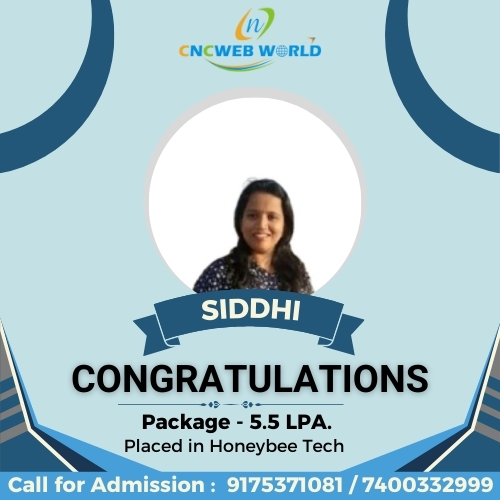 n
CNCWEB WORLD
SIDDHI
CONGRATULATIONS
Package - 5.5 LPA.
Placed in Honeybee Tech
Call for Admission : 9175371081 / 7400332999